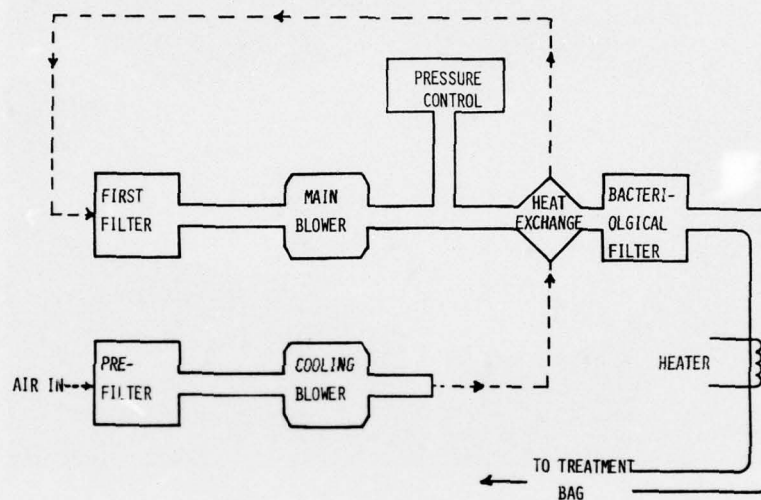 PRESSURE
CONTROL
FIRST
FILTER
MAIN
BLOWER
HEAT
EXCHANGE
BACTERI-
OLGICAL
FILTER
AIR IN
PRE-
FILTER
COOLING
BLOWER
HEATER
TO TREATMENT
BAG